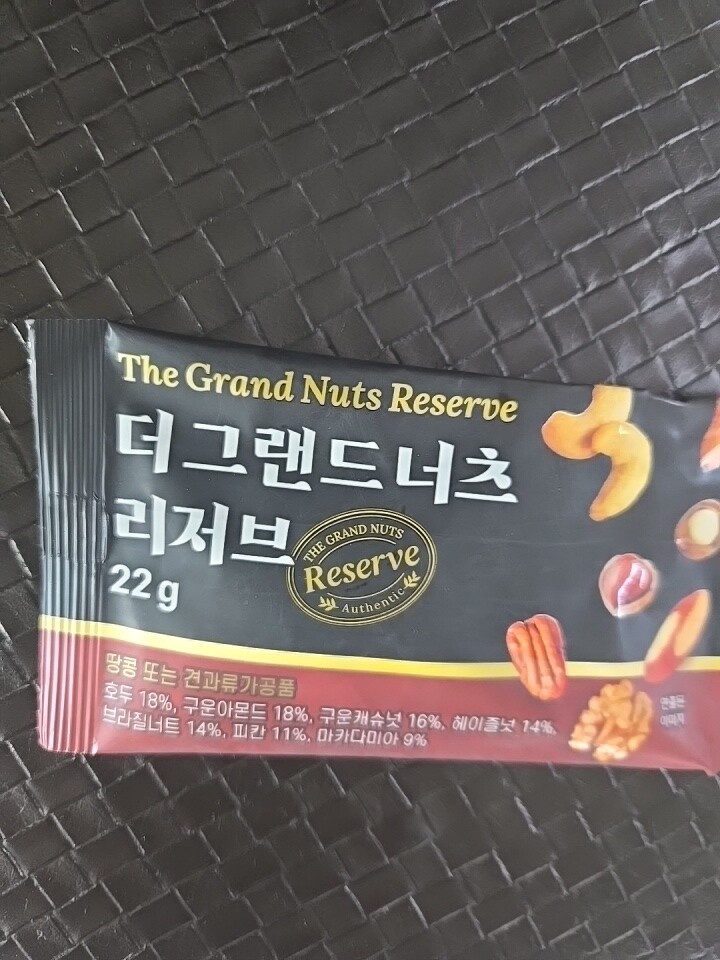 The Grand Nuts Reserve
더 그랜드 너츠
리저브
22 g
THE GRAND NUTS
Reserve
Authentic
땅콩 또는 견과류가공품
호두 18%, 구운아몬드 18%, 구운캐슈넛 16%, 헤이즐넛 14%,
브라질너트 14%, 피칸 11%, 마카다미아 9%
연출된
이미지